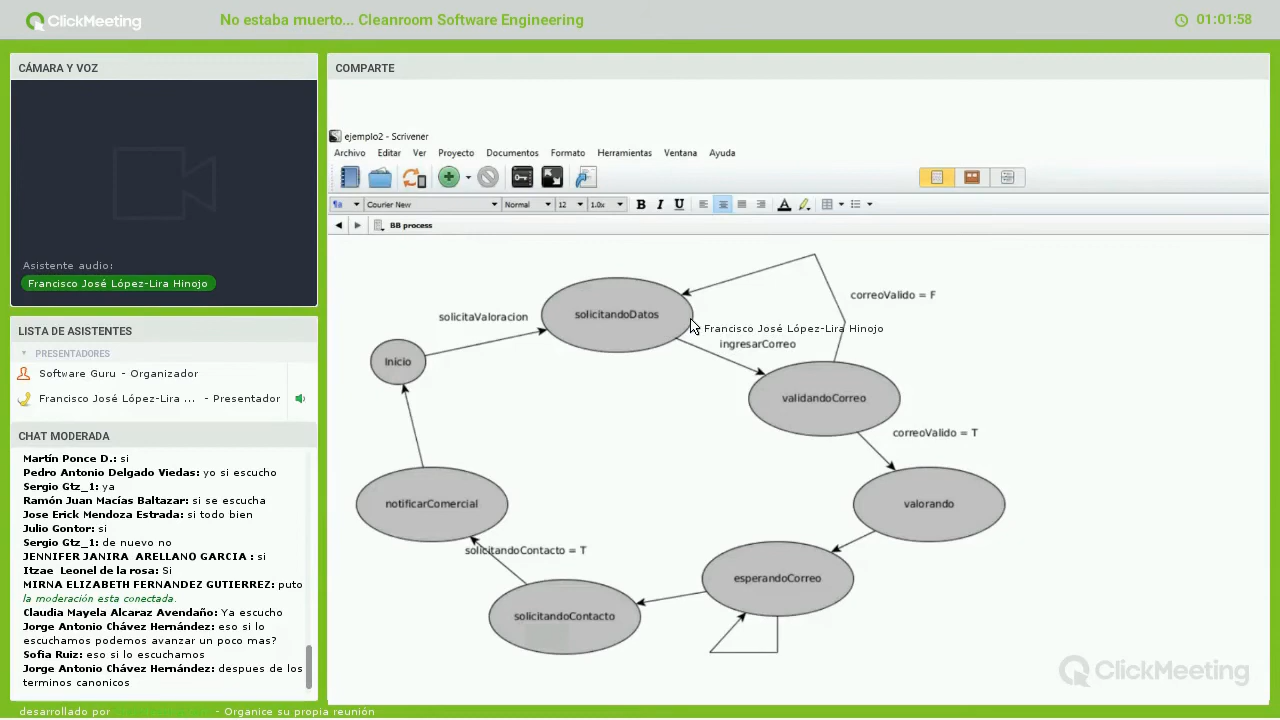 ClickMeeting
No estaba muerto... Cleanroom Software Engineering
01:01:58
CÁMARA Y VOZ
Asistente audio:
Francisco José López-Lira Hinojo
LISTA DE ASISTENTES
PRESENTADORES
Software Guru - Organizador
Francisco José López-Lira ... - Presentador
CHAT MODERADA
Martín Ponce D.: si
Pedro Antonio Delgado Viedas: yo si escucho
Sergio Gtz_1: ya
Ramón Juan Macías Baltazar: si se escucha
Jose Erick Mendoza Estrada: si todo bien
Julio Gontor: si
Sergio Gtz_1: de nuevo no
JENNIFER JANIRA ARELLANO GARCIA : si
Itzae Leonel de la rosa: Si
MIRNA ELIZABETH FERNANDEZ GUTIERREZ: puto
la moderación esta conectada.
Claudia Mayela Alcaraz Avendaño: Ya escucho
Jorge Antonio Chávez Hernández: eso si lo
escuchamos podemos avanzar un poco mas?
Sofia Ruiz: eso si lo escuchamos
Jorge Antonio Chávez Hernández: despues de los
terminos canonicos
desarrollado por
- Organice su propia reunión
COMPARTE
ejemplo2 - Scrivener
Archivo Editar Ver Proyecto Documentos Formato Herramientas Ventana Ayuda
¶a Courier New Normal 12 1.0x B I U A
BB process
solicitandoDatos
correoValido = F
solicitaValoracion
Francisco José López-Lira Hinojo
ingresarCorreo
Inicio
validandoCorreo
correoValido = T
notificarComercial
valorando
solicitandoContacto = T
esperandoCorreo
solicitandoContacto
ClickMeeting